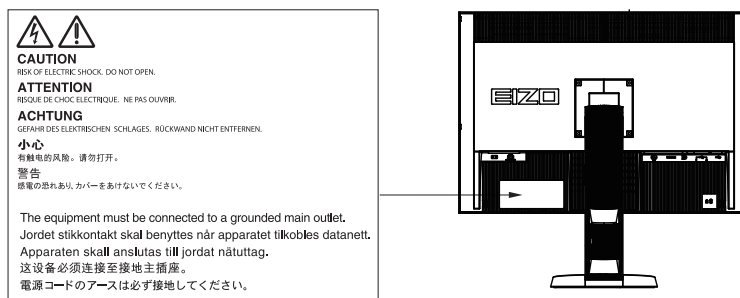 CAUTION
RISK OF ELECTRIC SHOCK. DO NOT OPEN.
ATTENTION
RISQUE DE CHOC ELECTRIQUE. NE PAS OUVRIR.
ACHTUNG
GEFAHR DES ELEKTRISCHEN SCHLAGES. RÜCKWAND NICHT ENTFERNEN.
小心
有触电的风险。请勿打开。
警告
感電の恐れあり、カバーをあけないでください。
The equipment must be connected to a grounded main outlet.
Jordet stikkontakt skal benyttes når apparatet tilkobles datanett.
Apparaten skall anslutas till jordat nätuttag.
这设备必须连接至接地主插座。
電源コードのアースは必ず接地してください。
EIZO